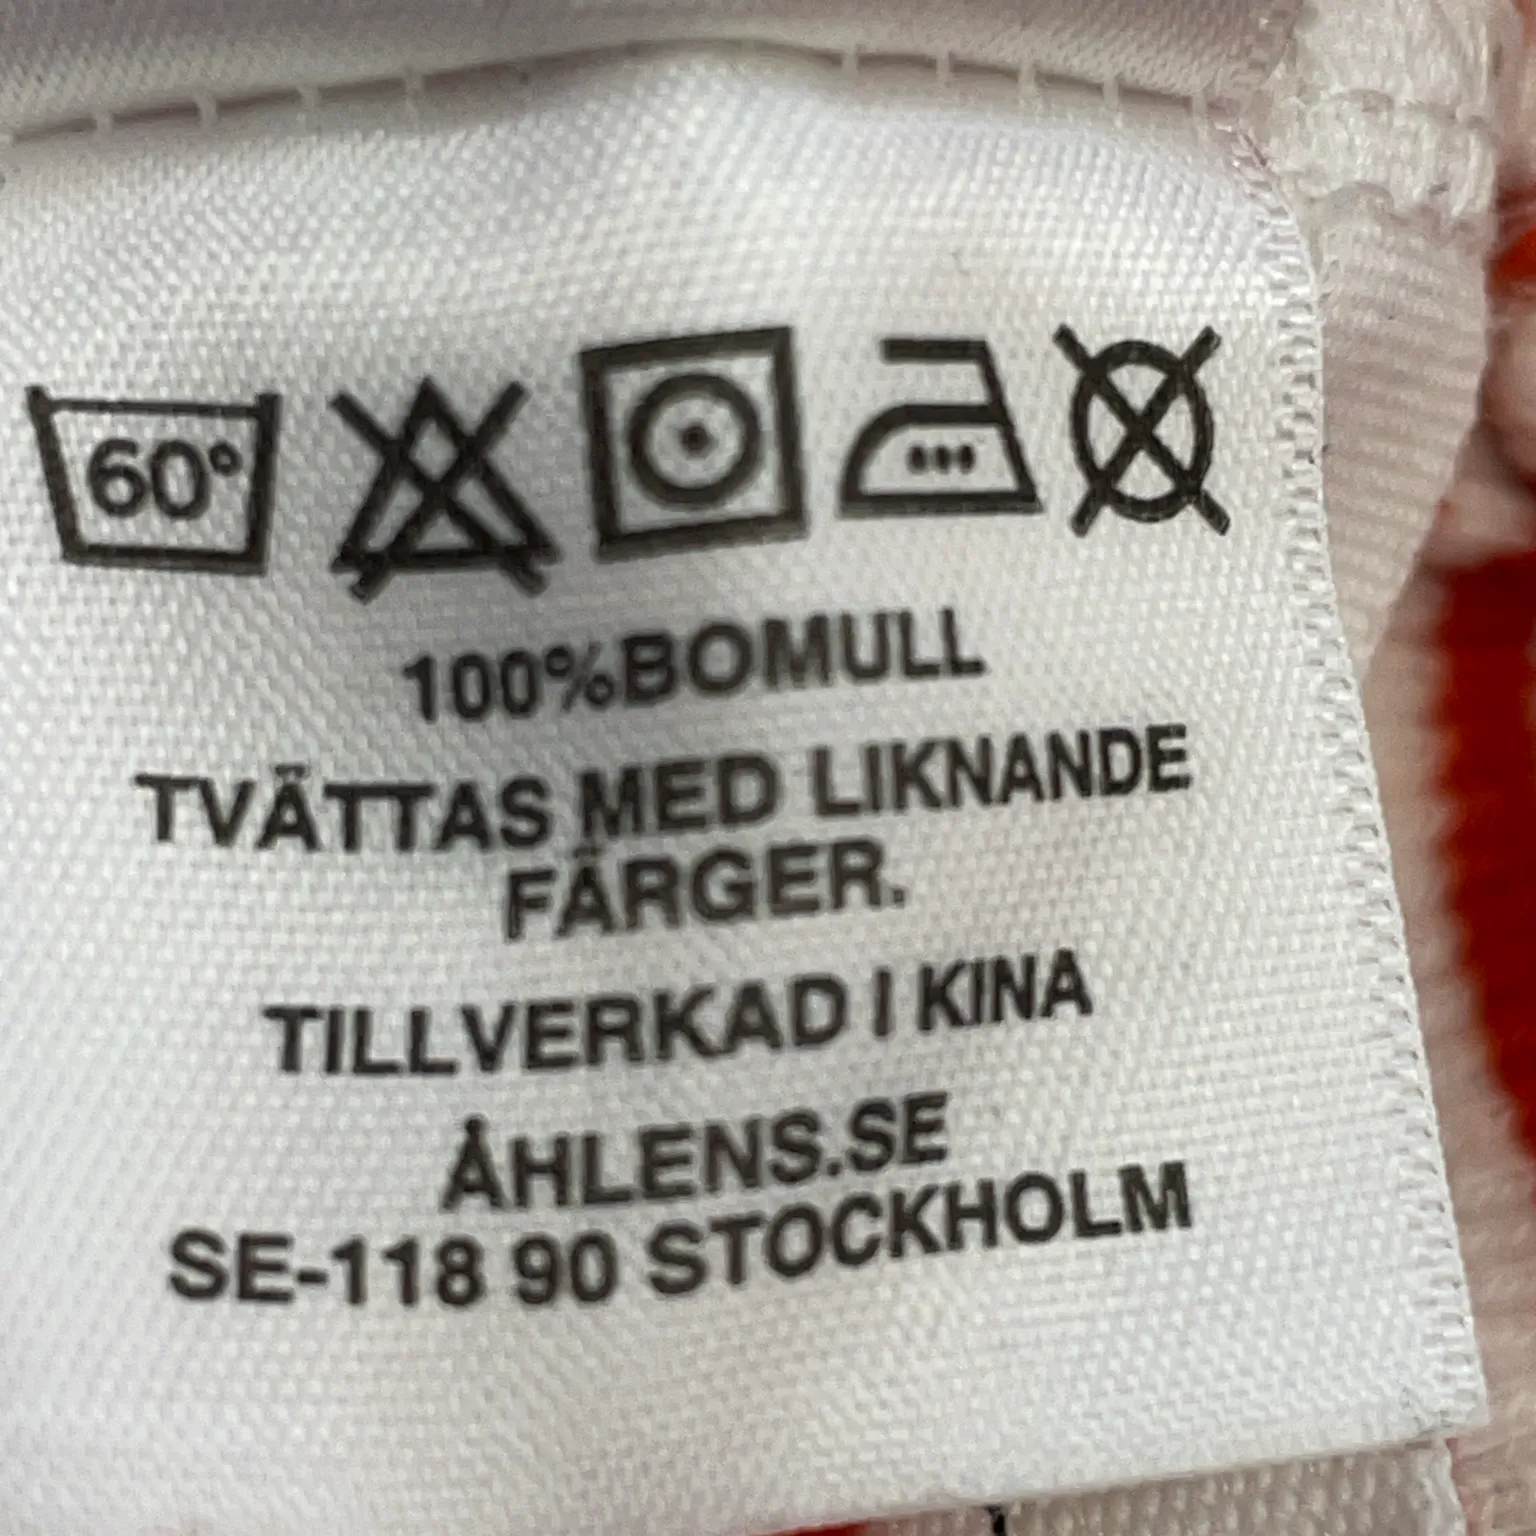 60°
100%BOMULL
TVÄTTAS MED LIKNANDE
FÄRGER.
TILLVERKAD I KINA
ÅHLENS.SE
SE-118 90 STOCKHOLM